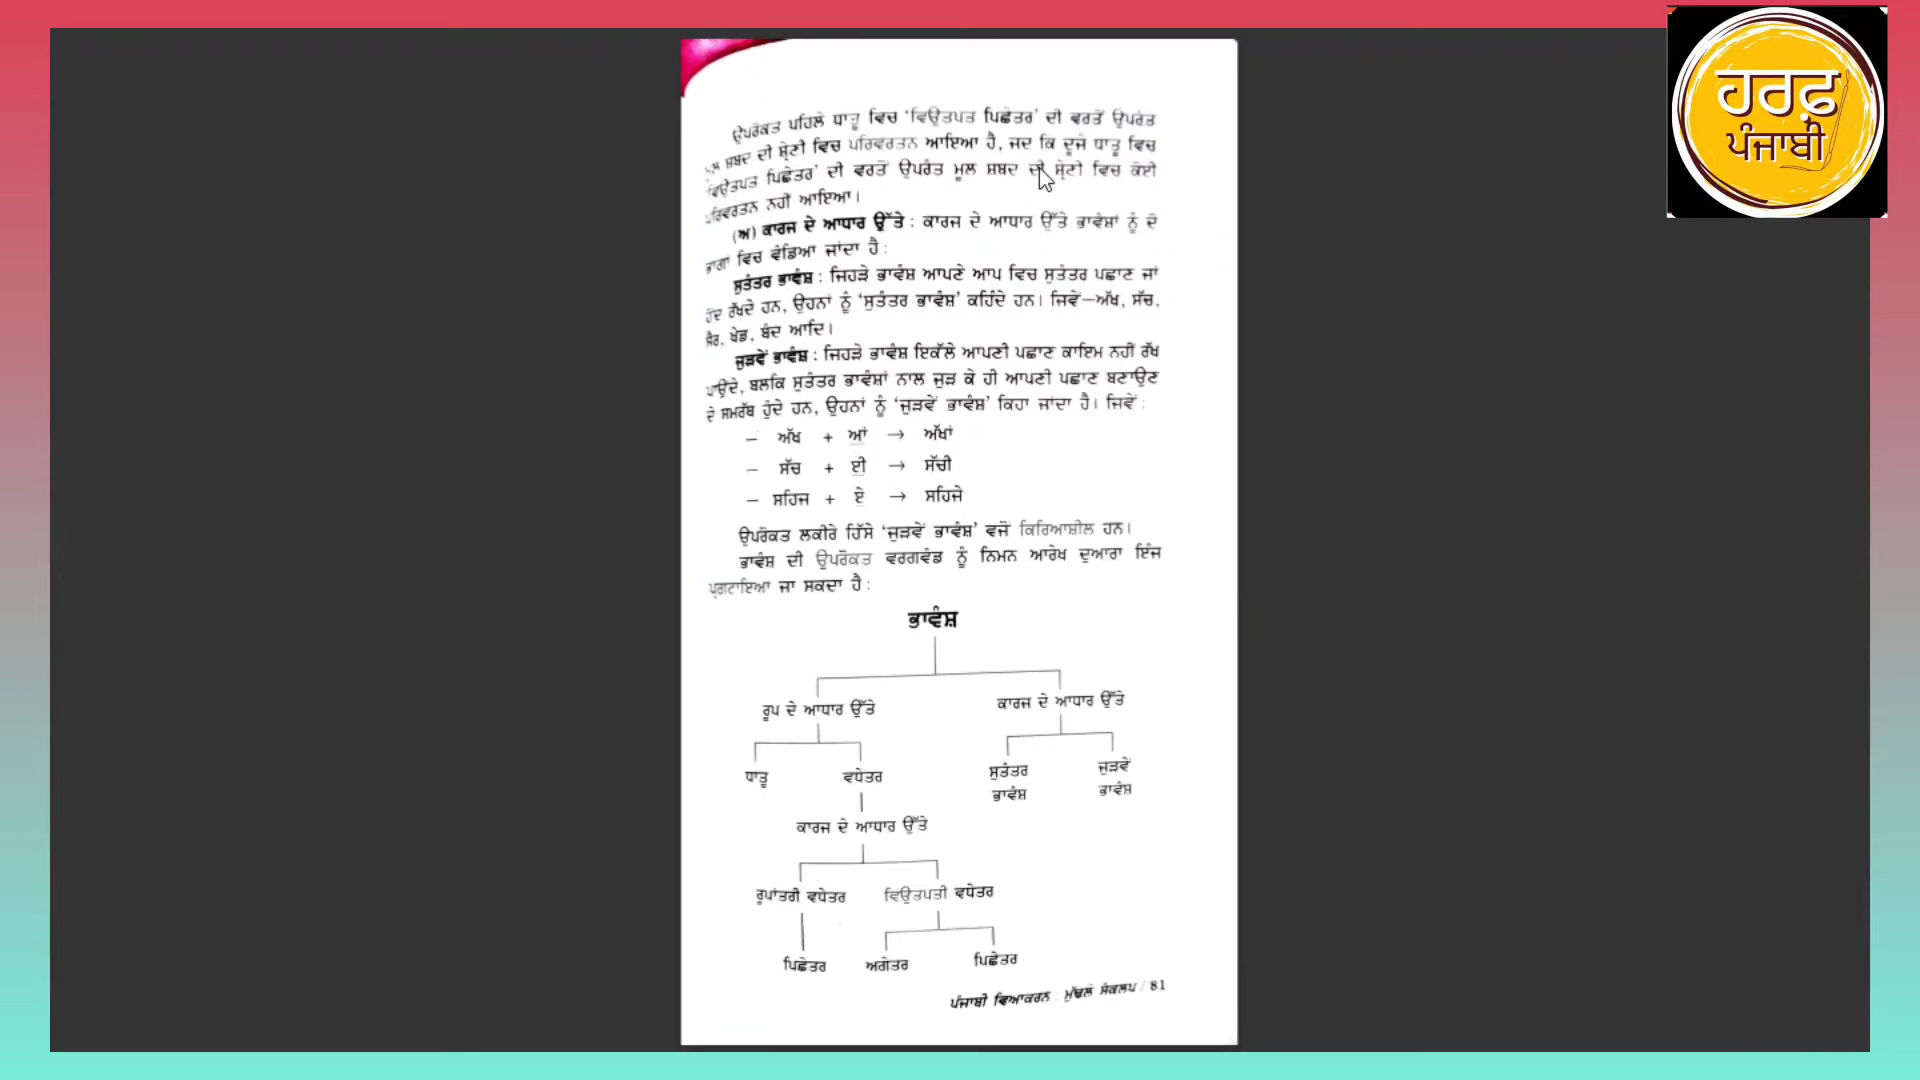 ਹਰਫ਼
ਪੰਜਾਬੀ
ਉਪਰੋਕਤ ਪਹਿਲੇ ਧਾਤੂ ਵਿਚ ‘ਵਿਉਤਪਤ ਪਿਛੇਤਰ’ ਦੀ ਵਰਤੋਂ ਉਪਰੰਤ
ਮੂਲ ਸ਼ਬਦ ਦੀ ਸ਼੍ਰੇਣੀ ਵਿਚ ਪਰਿਵਰਤਨ ਆਇਆ ਹੈ, ਜਦ ਕਿ ਦੂਜੇ ਧਾਤੂ ਵਿਚ
‘ਵਿਉਤਪਤ ਪਿਛੇਤਰ’ ਦੀ ਵਰਤੋਂ ਉਪਰੰਤ ਮੂਲ ਸ਼ਬਦ ਦੀ ਸ਼੍ਰੇਣੀ ਵਿਚ ਕੋਈ
ਪਰਿਵਰਤਨ ਨਹੀਂ ਆਇਆ।
(ਅ) ਕਾਰਜ ਦੇ ਆਧਾਰ ਉੱਤੇ : ਕਾਰਜ ਦੇ ਆਧਾਰ ਉੱਤੇ ਭਾਵੰਸ਼ਾਂ ਨੂੰ ਦੋ
ਭਾਗਾਂ ਵਿਚ ਵੰਡਿਆ ਜਾਂਦਾ ਹੈ :
ਸੁਤੰਤਰ ਭਾਵੰਸ਼ : ਜਿਹੜੇ ਭਾਵੰਸ਼ ਆਪਣੇ ਆਪ ਵਿਚ ਸੁਤੰਤਰ ਪਛਾਣ ਜਾਂ
ਹੋਂਦ ਰੱਖਦੇ ਹਨ, ਉਹਨਾਂ ਨੂੰ ‘ਸੁਤੰਤਰ ਭਾਵੰਸ਼’ ਕਹਿੰਦੇ ਹਨ। ਜਿਵੇਂ—ਅੱਖ, ਸੱਚ,
ਸੈਰ, ਖੇਡ, ਬੰਦ ਆਦਿ।
ਜੁੜਵੇਂ ਭਾਵੰਸ਼ : ਜਿਹੜੇ ਭਾਵੰਸ਼ ਇਕੱਲੇ ਆਪਣੀ ਪਛਾਣ ਕਾਇਮ ਨਹੀਂ ਰੱਖ
ਪਾਉਂਦੇ, ਬਲਕਿ ਸੁਤੰਤਰ ਭਾਵੰਸ਼ਾਂ ਨਾਲ ਜੁੜ ਕੇ ਹੀ ਆਪਣੀ ਪਛਾਣ ਬਣਾਉਣ
ਦੇ ਸਮਰੱਥ ਹੁੰਦੇ ਹਨ, ਉਹਨਾਂ ਨੂੰ ‘ਜੁੜਵੇਂ ਭਾਵੰਸ਼’ ਕਿਹਾ ਜਾਂਦਾ ਹੈ। ਜਿਵੇਂ :
— ਅੱਖ + ਆਂ → ਅੱਖਾਂ
— ਸੱਚ + ਈ → ਸੱਚੀ
— ਸਹਿਜ + ਏ → ਸਹਿਜੇ
ਉਪਰੋਕਤ ਲਕੀਰੇ ਹਿੱਸੇ ‘ਜੁੜਵੇਂ ਭਾਵੰਸ਼’ ਵਜੋਂ ਕਿਰਿਆਸ਼ੀਲ ਹਨ।
ਭਾਵੰਸ਼ ਦੀ ਉਪਰੋਕਤ ਵਰਗਵੰਡ ਨੂੰ ਨਿਮਨ ਆਰੇਖ ਦੁਆਰਾ ਇੰਜ
ਪ੍ਰਗਟਾਇਆ ਜਾ ਸਕਦਾ ਹੈ :
ਭਾਵੰਸ਼
ਰੂਪ ਦੇ ਆਧਾਰ ਉੱਤੇ ਕਾਰਜ ਦੇ ਆਧਾਰ ਉੱਤੇ
ਧਾਤੂ ਵਧੇਤਰ ਸੁਤੰਤਰ ਜੁੜਵੇਂ
ਭਾਵੰਸ਼ ਭਾਵੰਸ਼
ਕਾਰਜ ਦੇ ਆਧਾਰ ਉੱਤੇ
ਰੂਪਾਂਤਰੀ ਵਧੇਤਰ ਵਿਉਤਪਤੀ ਵਧੇਤਰ
ਪਿਛੇਤਰ ਅਗੇਤਰ ਪਿਛੇਤਰ
ਪੰਜਾਬੀ ਵਿਆਕਰਨ : ਮੁੱਢਲੇ ਸੰਕਲਪ / 81